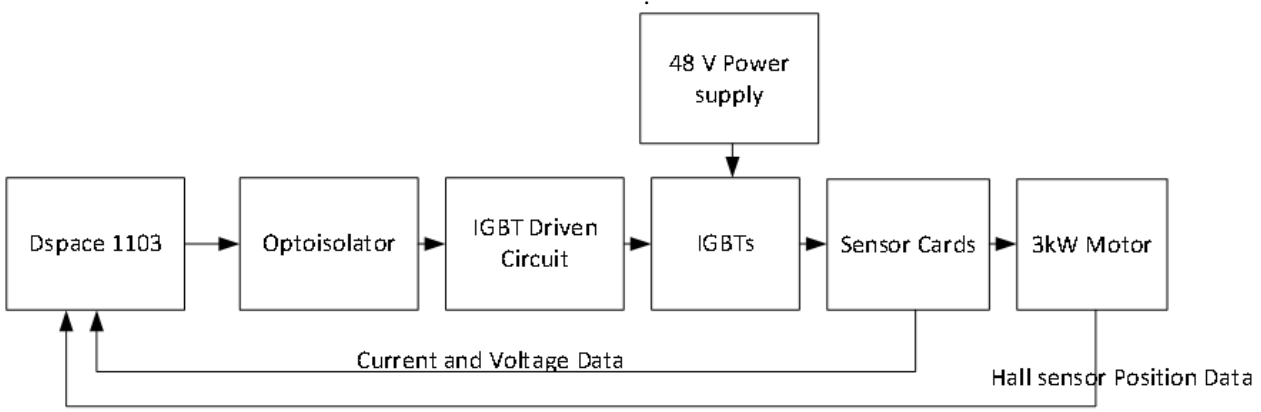 48 V Power
supply
Dspace 1103
Optoisolator
IGBT Driven
Circuit
IGBTs
Sensor Cards
3kW Motor
Current and Voltage Data
Hall sensor Position Data